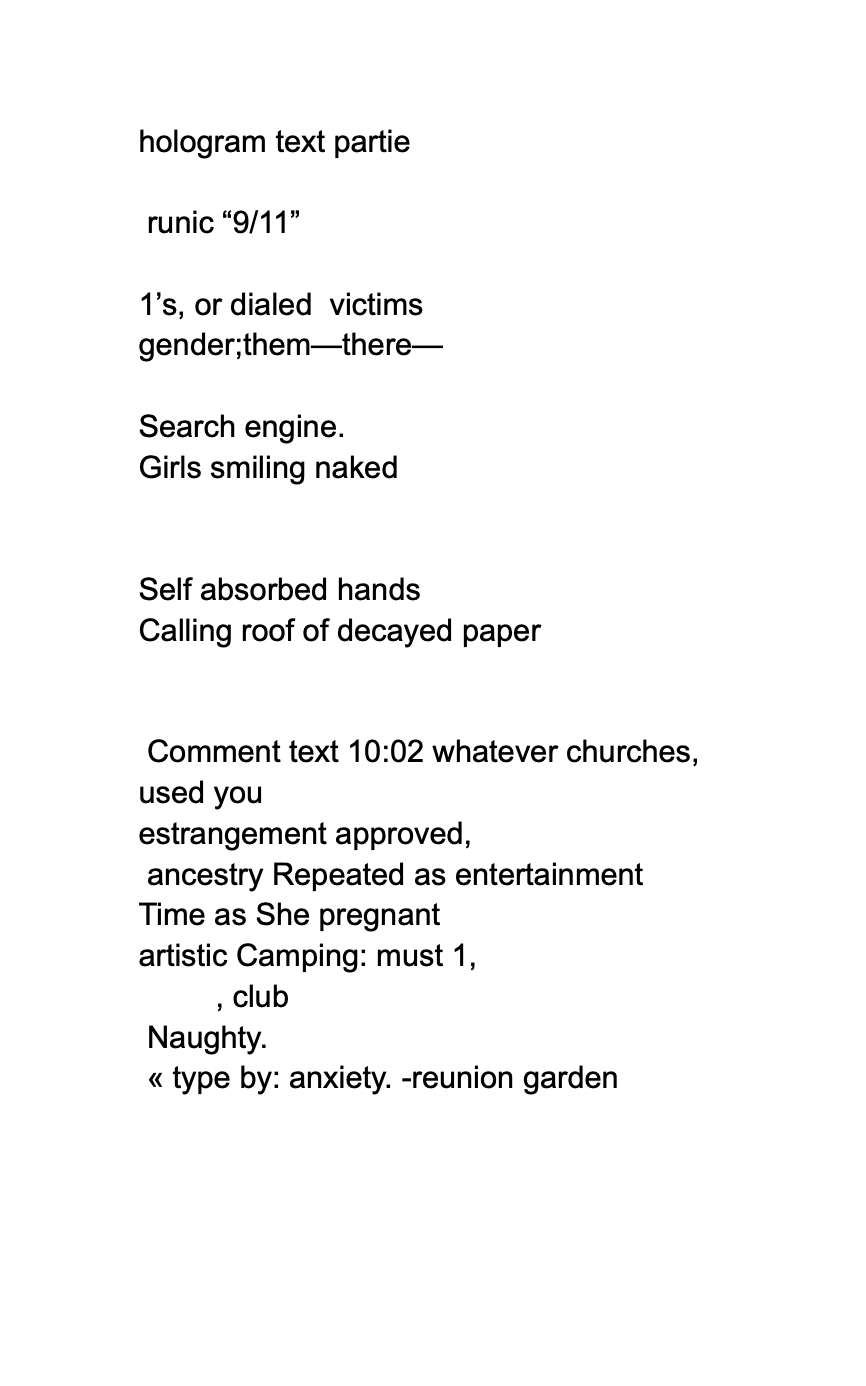 hologram text partie
runic “9/11”
1’s, or dialed  victims
gender;them—there—
Search engine.
Girls smiling naked
Self absorbed hands
Calling roof of decayed paper
Comment text 10:02 whatever churches,
used you
estrangement approved,
ancestry Repeated as entertainment
Time as She pregnant
artistic Camping: must 1,
, club
Naughty.
« type by: anxiety. -reunion garden